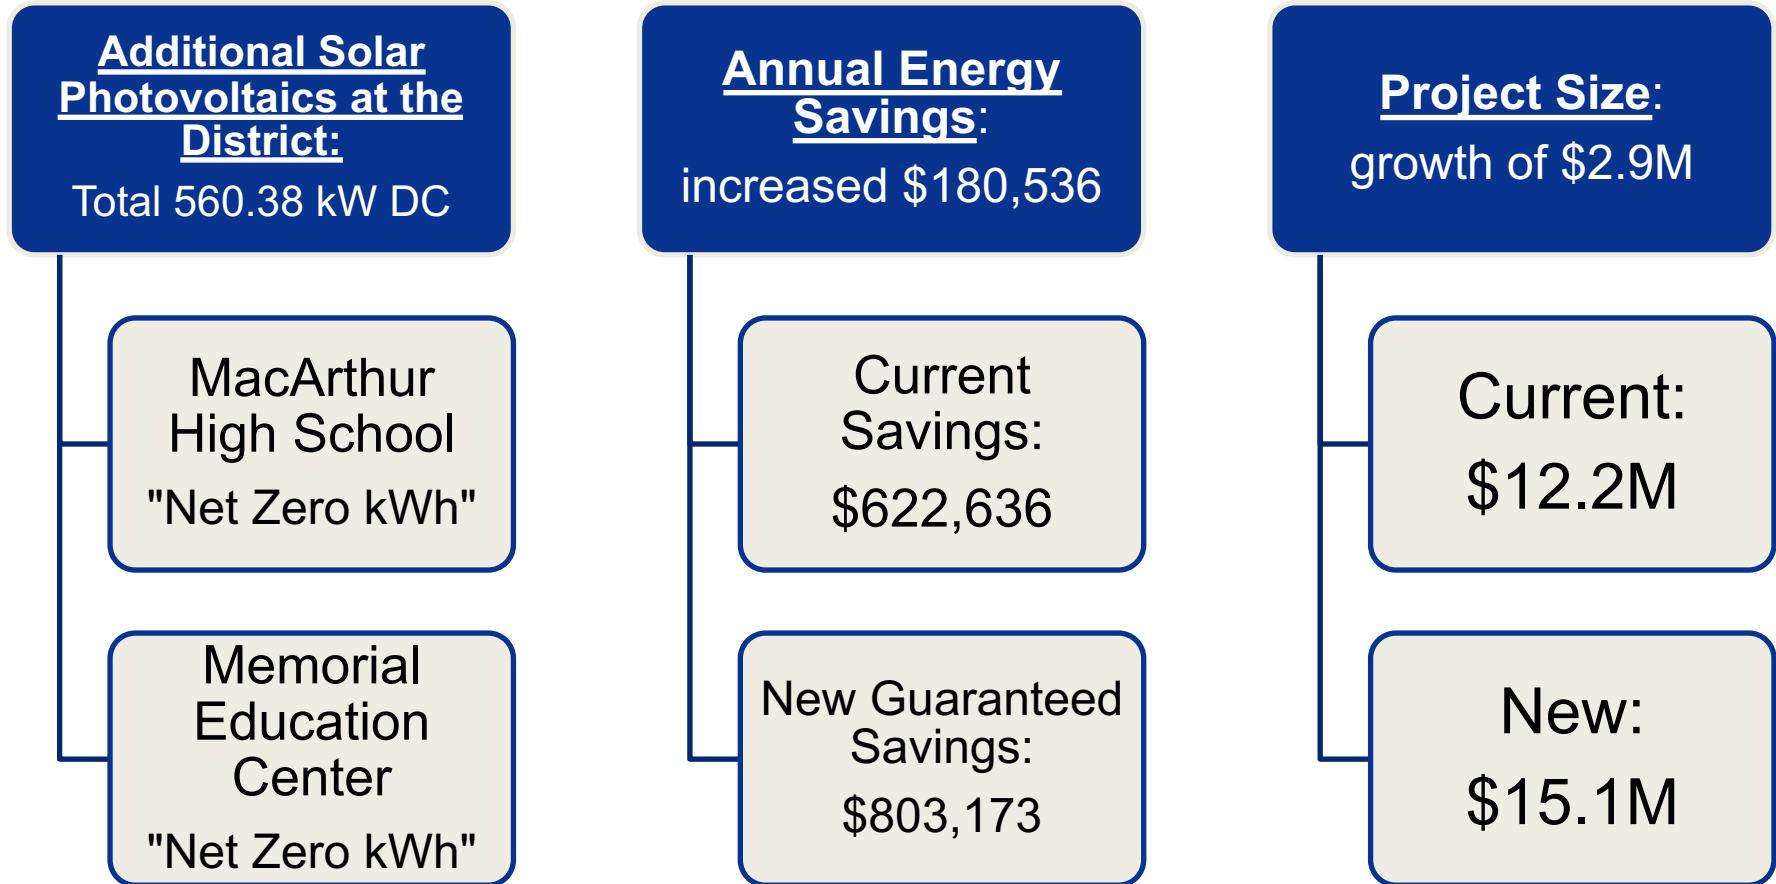 Additional Solar
Photovoltaics at the
District:
Total 560.38 kW DC
MacArthur
High School
"Net Zero kWh"
Memorial
Education
Center
"Net Zero kWh"
Annual Energy
Savings:
increased $180,536
Current
Savings:
$622,636
New Guaranteed
Savings:
$803,173
Project Size:
growth of $2.9M
Current:
$12.2M
New:
$15.1M